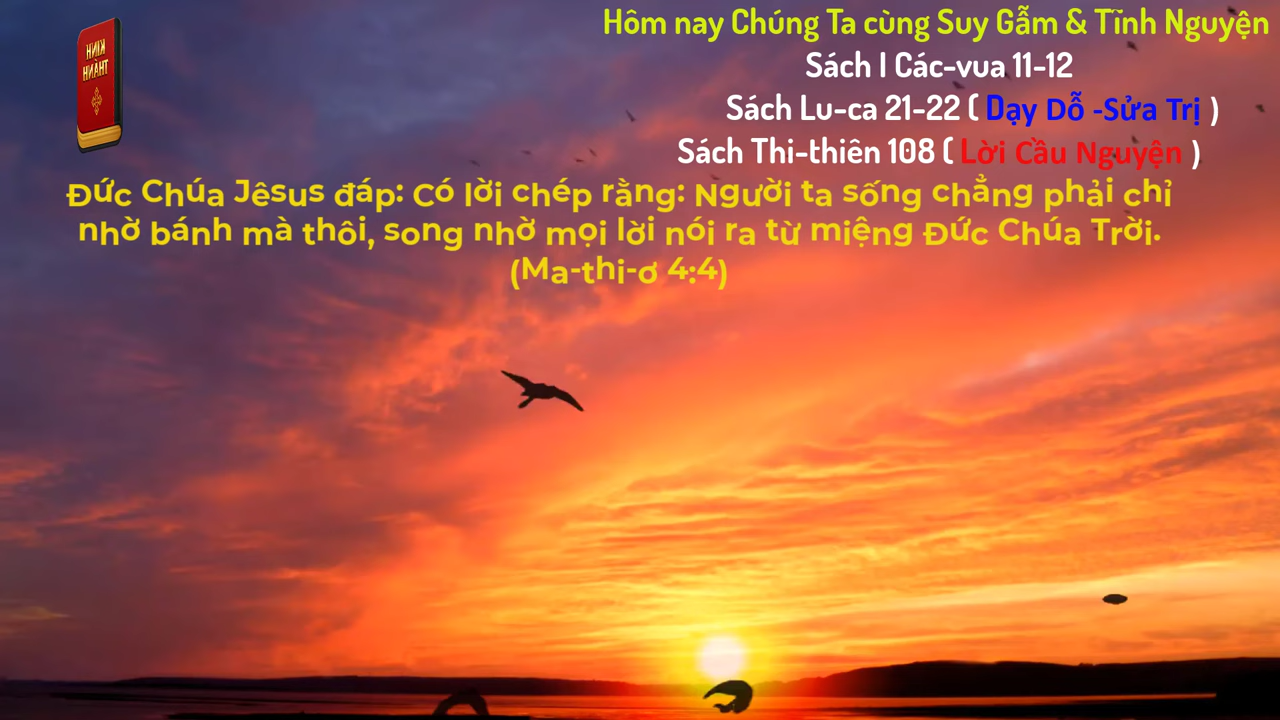 KINH
THÁNH
Hôm nay Chúng Ta cùng Suy Gẫm & Tĩnh Nguyện
Sách I Các-vua 11-12
Sách Lu-ca 21-22 ( Dạy Dỗ -Sửa Trị )
Sách Thi-thiên 108 ( Lời Cầu Nguyện )
Đức Chúa Jêsus đáp: Có lời chép rằng: Người ta sống chẳng phải chỉ
nhờ bánh mà thôi, song nhờ mọi lời nói ra từ miệng Đức Chúa Trời.
(Ma-thi-ơ 4:4)